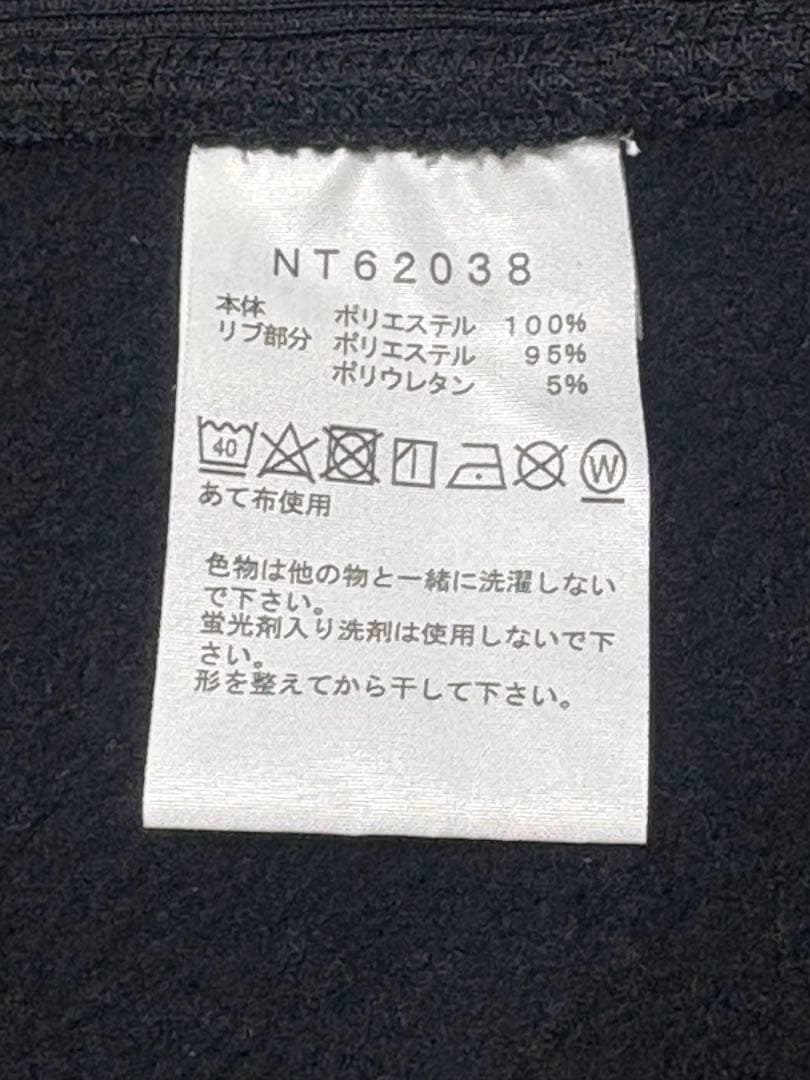 NT62038
本体 ポリエステル 100%
リブ部分 ポリエステル 95%
ポリウレタン 5%
40 W
あて布使用
色物は他の物と一緒に洗濯しない
で下さい。
蛍光剤入り洗剤は使用しないで下
さい。
形を整えてから干して下さい。